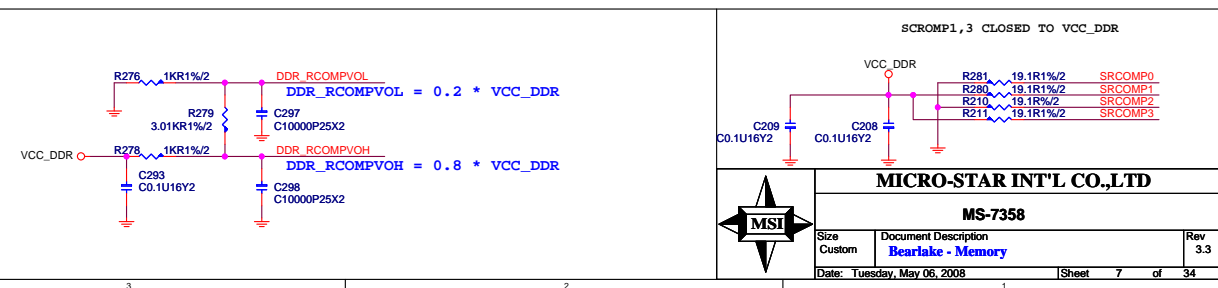 SCROMP1,3 CLOSED TO VCC_DDR
R276 1KR1%/2 DDR_RCOMPVOL
DDR_RCOMPVOL = 0.2 * VCC_DDR
R279
3.01KR1%/2
C297
C10000P25X2
VCC_DDR R278 1KR1%/2 DDR_RCOMPVOH
DDR_RCOMPVOH = 0.8 * VCC_DDR
C293
C0.1U16Y2
C298
C10000P25X2
VCC_DDR
R281 19.1R1%/2 SRCOMP0
R280 19.1R1%/2 SRCOMP1
R210 19.1R%/2 SRCOMP2
R211 19.1R1%/2 SRCOMP3
C209
C0.1U16Y2
C208
C0.1U16Y2
MSI
MICRO-STAR INT'L CO.,LTD
MS-7358
Size
Custom
Document Description
Bearlake - Memory
Rev
3.3
Date: Tuesday, May 06, 2008 Sheet 7 of 34
3 2 1